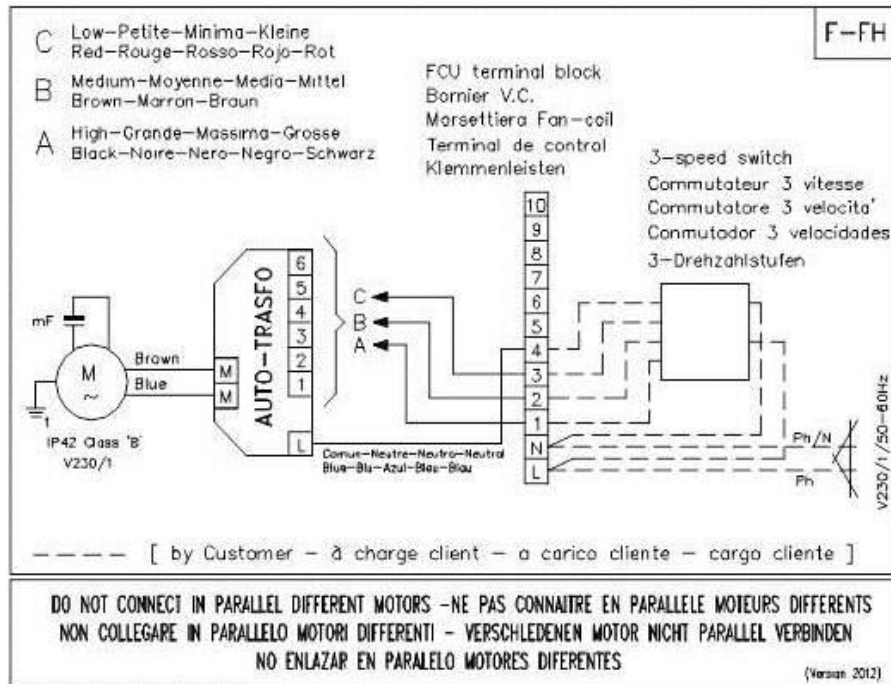 F-FH
C
Low-Petite-Minima-Kleine
Red-Rouge-Rosso-Rojo-Rot
B
Medium-Moyenne-Media-Mittel
Brown-Marron-Braun
A
High-Grande-Massima-Grosse
Black-Noire-Nero-Negro-Schwarz
FCU terminal block
Bornier V.C.
Morsettiera Fan-coil
Terminal de control
Klemmenleisten
3-speed switch
Commutateur 3 vitesse
Commutatore 3 velocita'
Conmutador 3 velocidades
3-Drehzahlstufen
10
9
8
7
6
5
4
3
2
1
N
L
AUTO-TRASFO
6
5
4
3
2
1
L
M
M
C
B
A
mF
M
~
Brown
Blue
IP42 Class 'B'
V230/1
Comun-Neutre-Neutro-Neutral
Blue-Blu-Azul-Bleu-Blau
Ph/N
Ph
V230/1/50-60Hz
[ by Customer - à charge client - a carico cliente - cargo cliente ]
DO NOT CONNECT IN PARALLEL DIFFERENT MOTORS -NE PAS CONNAITRE EN PARALLELE MOTEURS DIFFERENTS
NON COLLEGARE IN PARALLELO MOTORI DIFFERENTI - VERSCHLEDENEN MOTOR NICHT PARALLEL VERBINDEN
NO ENLAZAR EN PARALELO MOTORES DIFERENTES
(Version 2012)